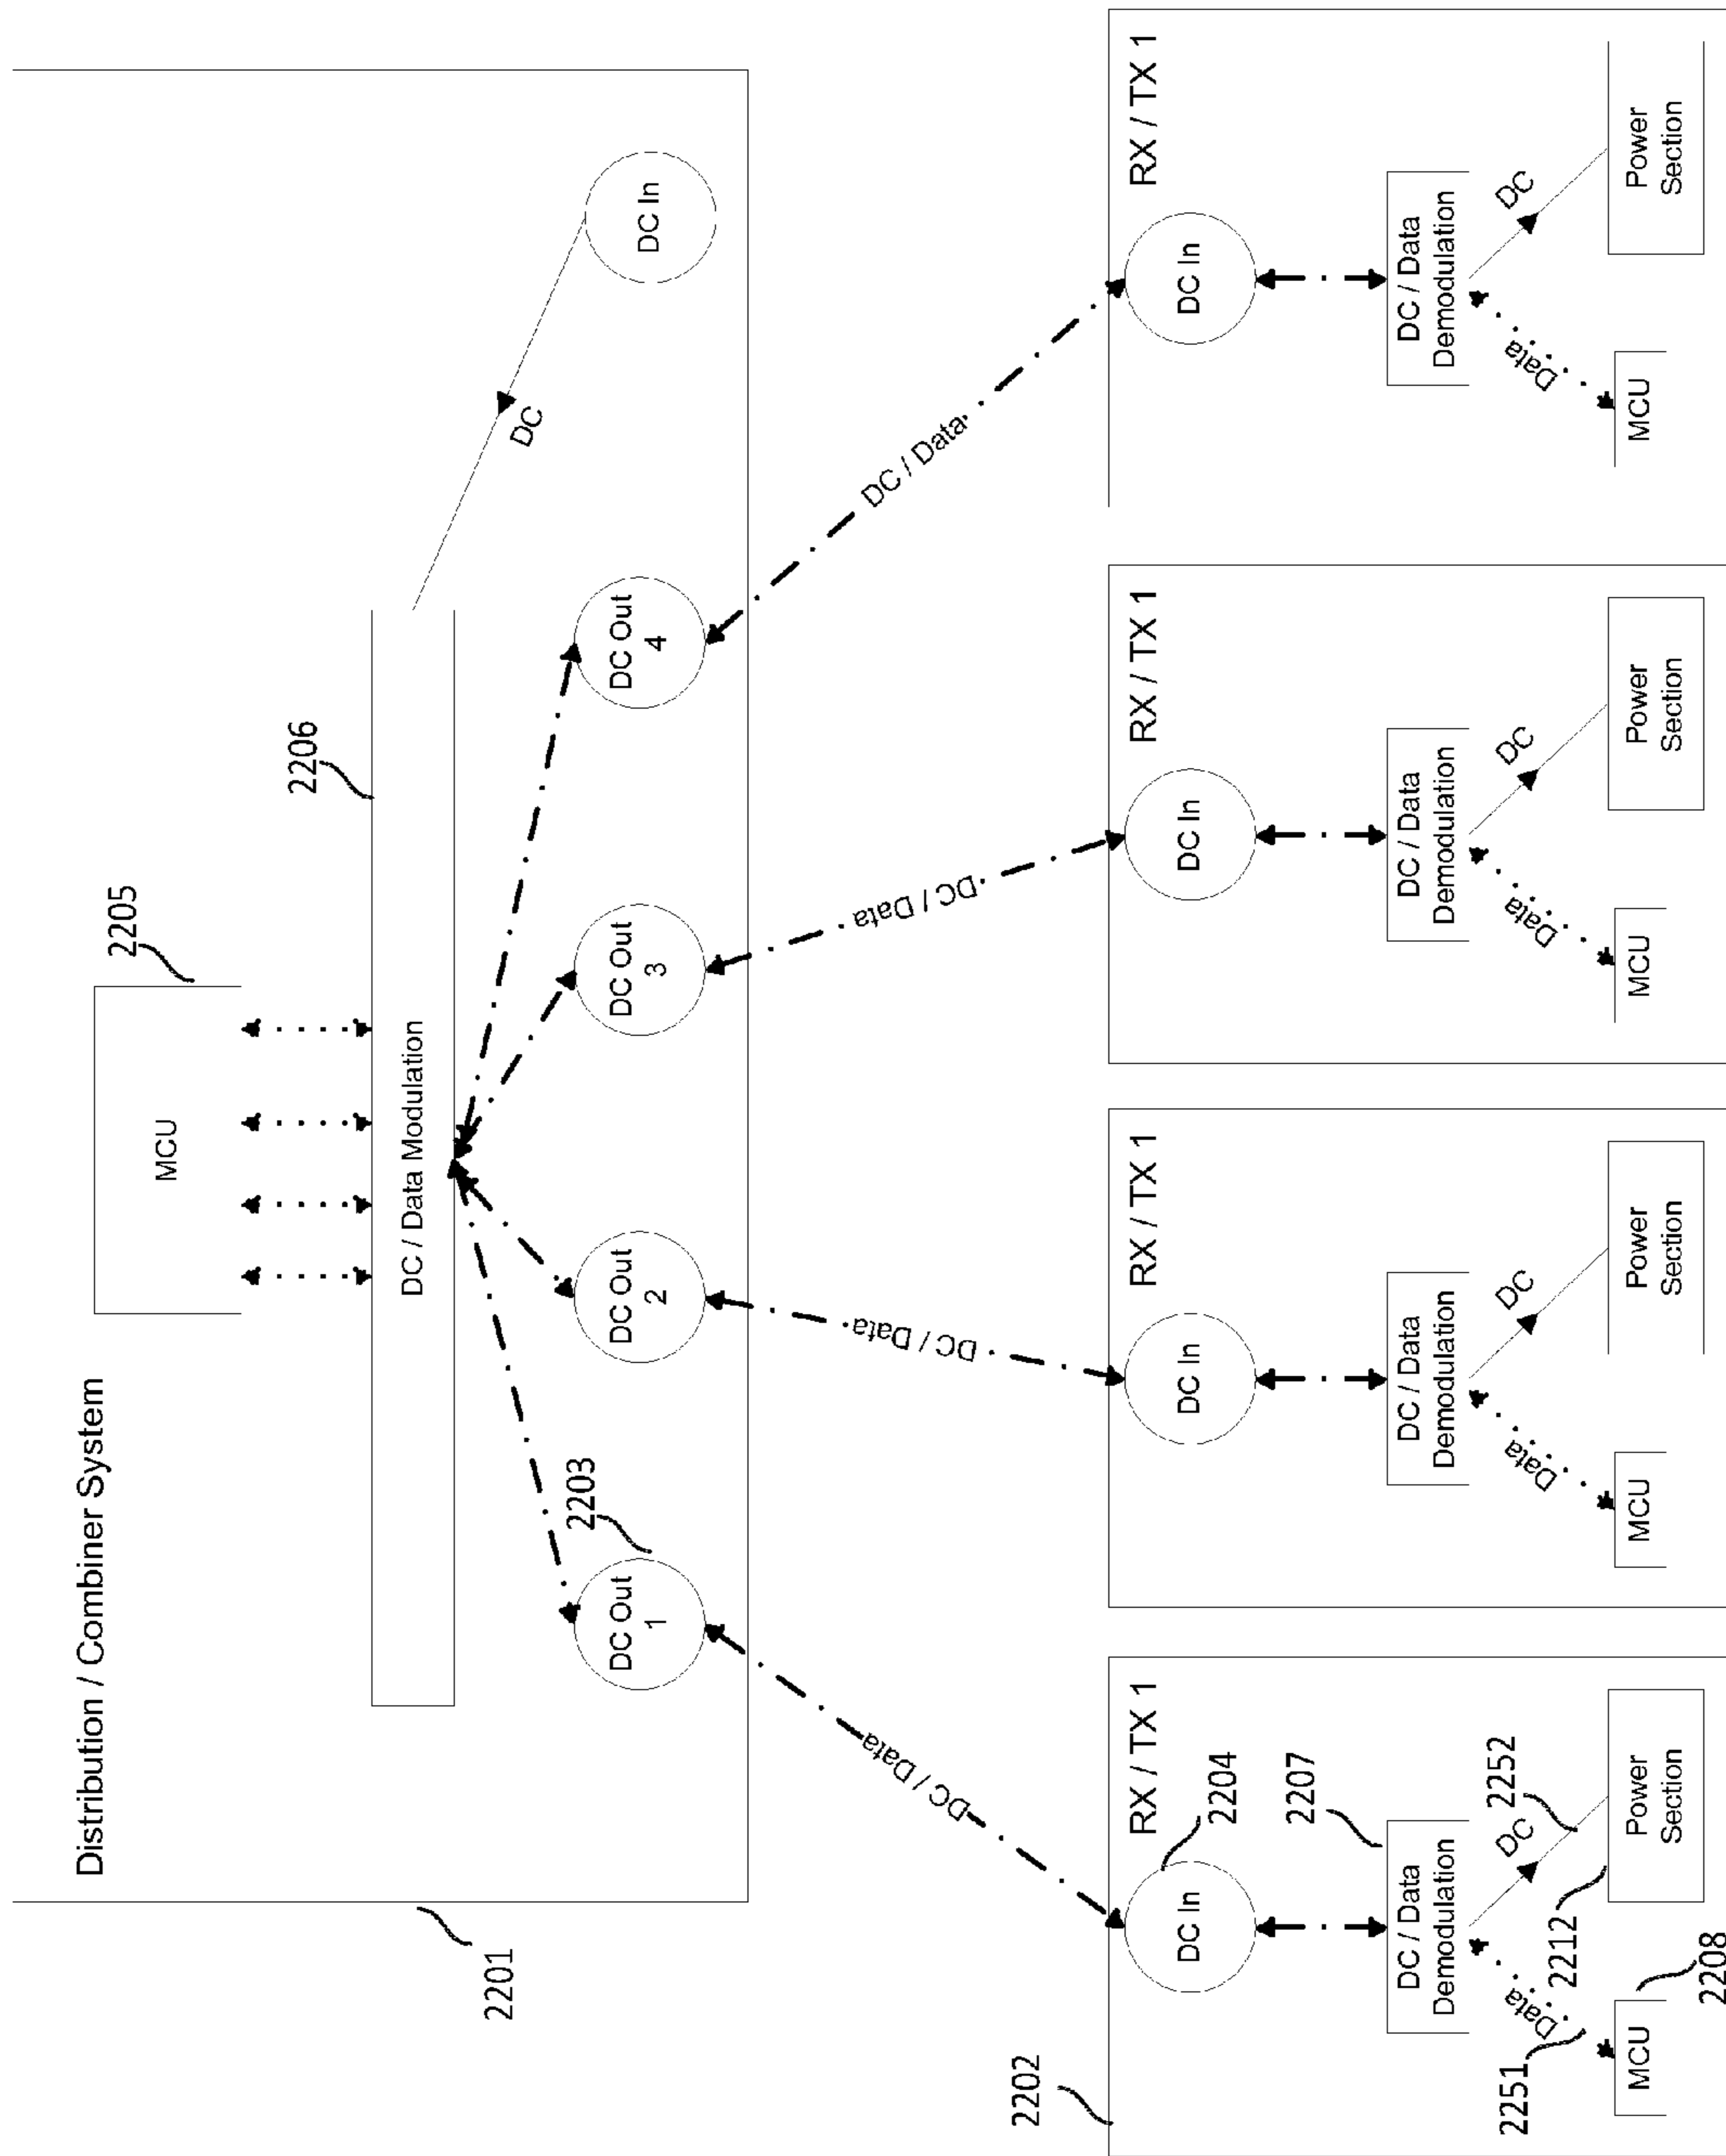 Distribution / Combiner System
2201
MCU
2205
2206
DC / Data Modulation
DC
DC In
DC Out
1
2203
DC Out
2
DC Out
3
DC Out
4
DC / Data
DC / Data
DC / Data
DC / Data
2202
RX / TX 1
DC In
2204
DC / Data
Demodulation
2207
Data
DC
2251
2252
2212
MCU
2208
Power
Section
RX / TX 1
DC In
DC / Data
Demodulation
Data
DC
MCU
Power
Section
RX / TX 1
DC In
DC / Data
Demodulation
Data
DC
MCU
Power
Section
RX / TX 1
DC In
DC / Data
Demodulation
Data
DC
MCU
Power
Section